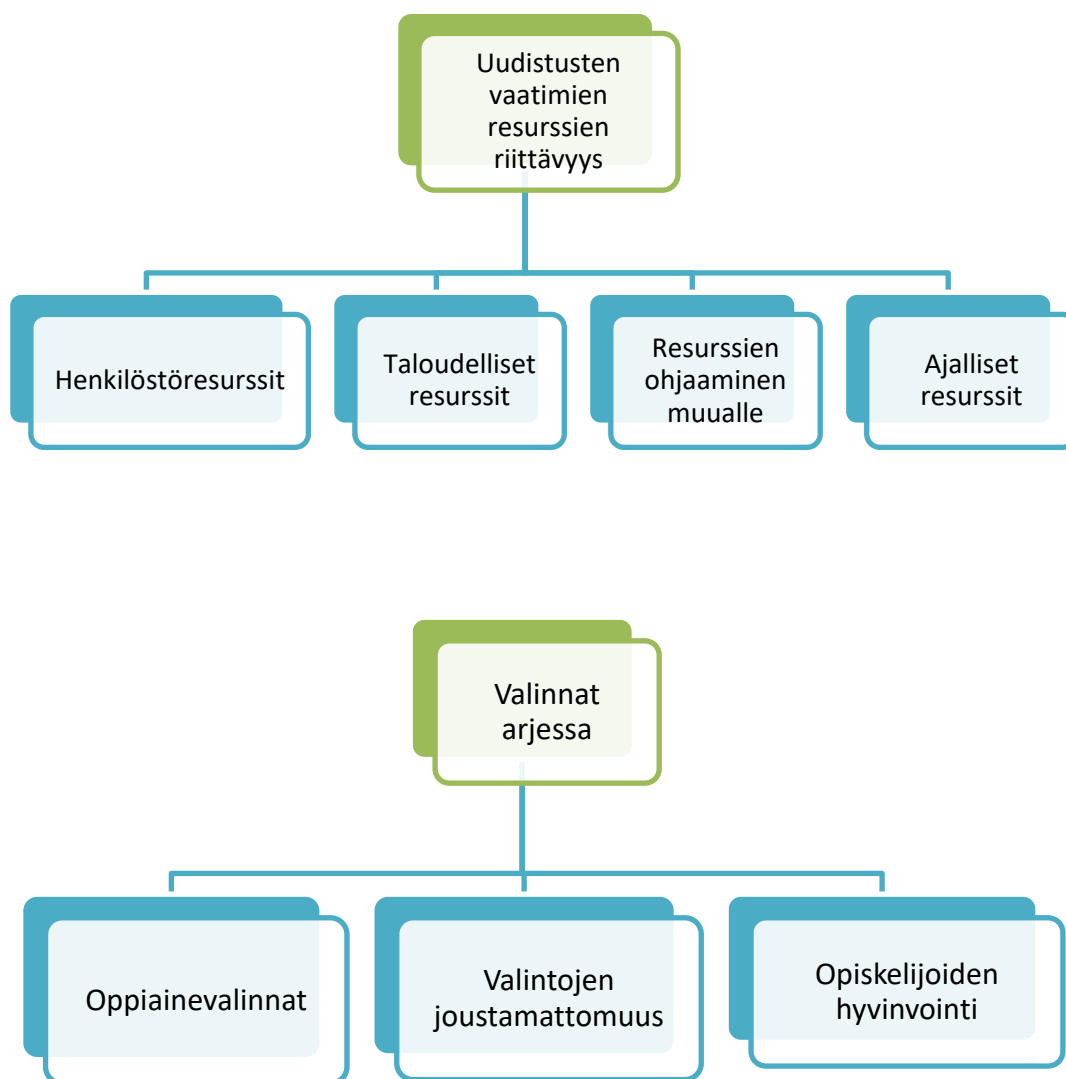 Uudistusten
vaatimien
resurssien
riittävyys
Henkilöstöresurssit
Taloudelliset
resurssit
Resurssien
ohjaaminen
muualle
Ajalliset
resurssit
Valinnat
arjessa
Oppiainevalinnat
Valintojen
joustamattomuus
Opiskelijoiden
hyvinvointi